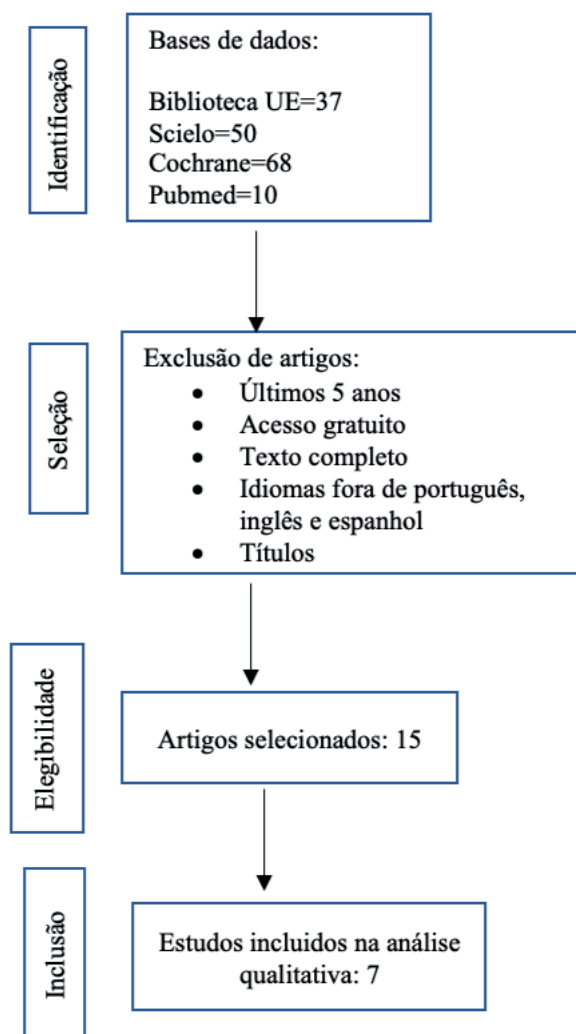 Identificação
Bases de dados:
Biblioteca UE=37
Scielo=50
Cochrane=68
Pubmed=10
Seleção
Exclusão de artigos:
• Últimos 5 anos
• Acesso gratuito
• Texto completo
• Idiomas fora de português,
inglês e espanhol
• Títulos
Elegibilidade
Artigos selecionados: 15
Inclusão
Estudos incluidos na análise
qualitativa: 7